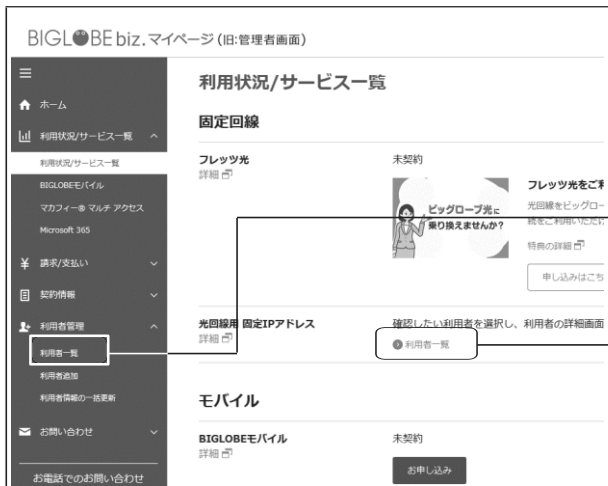 BIGLOBE biz. マイページ (旧:管理者画面)
ホーム
利用状況/サービス一覧
利用状況/サービス一覧
BIGLOBEモバイル
マカフィー® マルチ アクセス
Microsoft 365
請求/支払い
契約情報
利用者管理
利用者一覧
利用者追加
利用者情報の一括更新
お問い合わせ
お電話でのお問い合わせ
利用状況/サービス一覧
固定回線
フレッツ光
詳細
未契約
ビッグローブ光に
乗り換えませんか?
フレッツ光をご利
光回線をビッグロー
続をご利用いただけ
特典の詳細
申し込みはこち
光回線用 固定IPアドレス
詳細
確認したい利用者を選択し、利用者の詳細画面
利用者一覧
モバイル
BIGLOBEモバイル
詳細
未契約
お申し込み